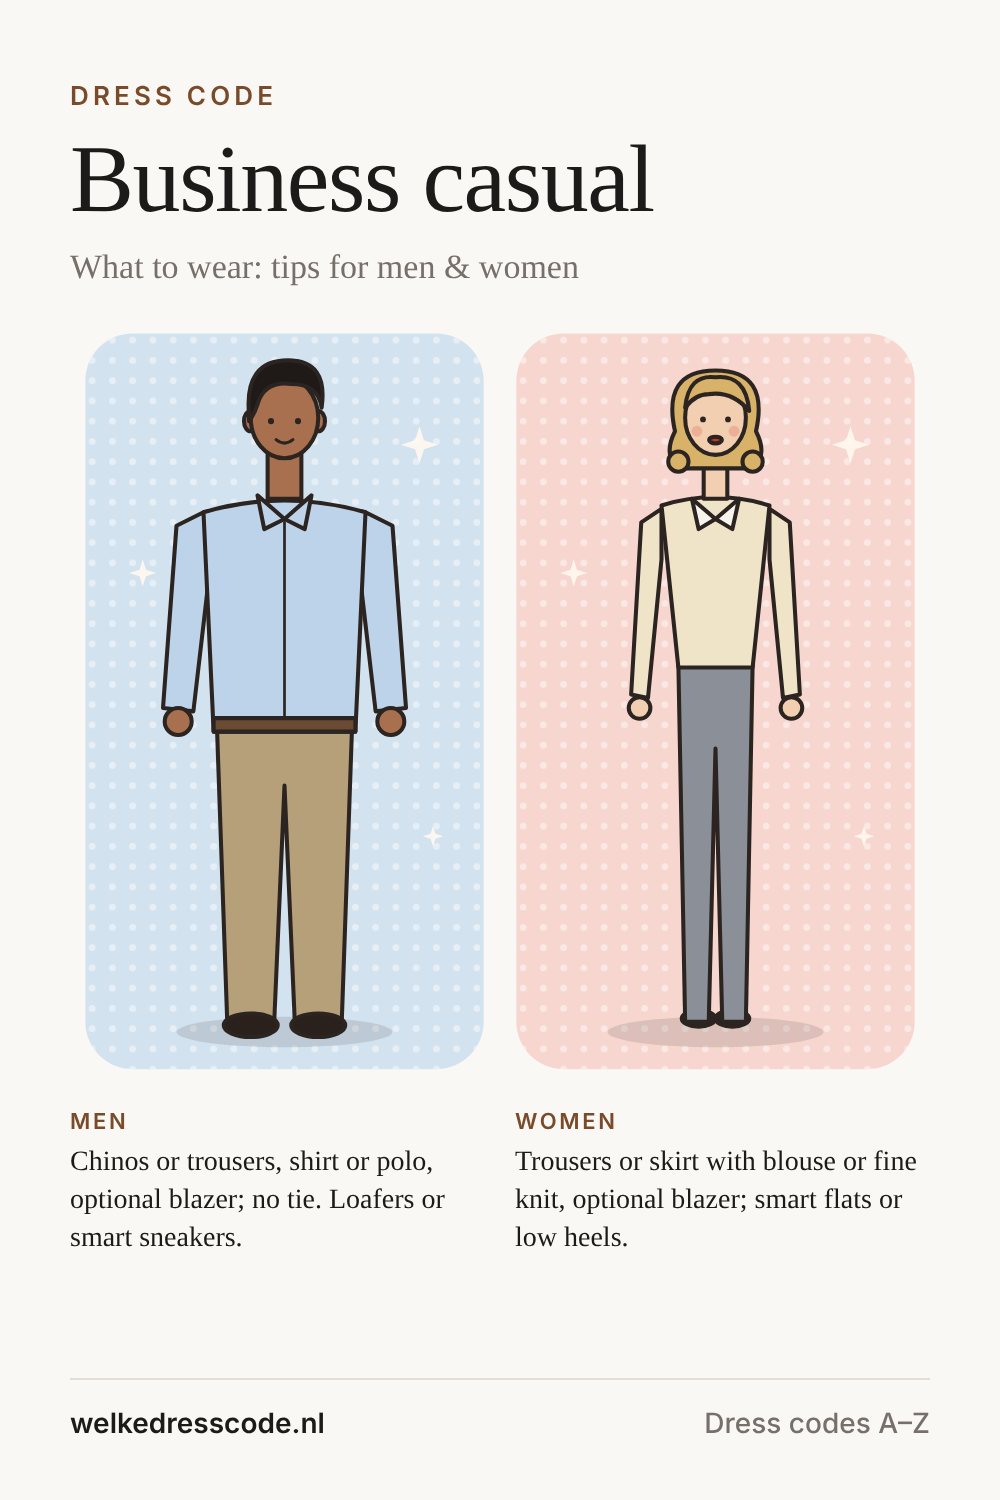 DRESS CODE
Business casual
What to wear: tips for men & women
MEN
Chinos or trousers, shirt or polo,
optional blazer; no tie. Loafers or
smart sneakers.
WOMEN
Trousers or skirt with blouse or fine
knit, optional blazer; smart flats or
low heels.
welkedresscode.nl
Dress codes A–Z